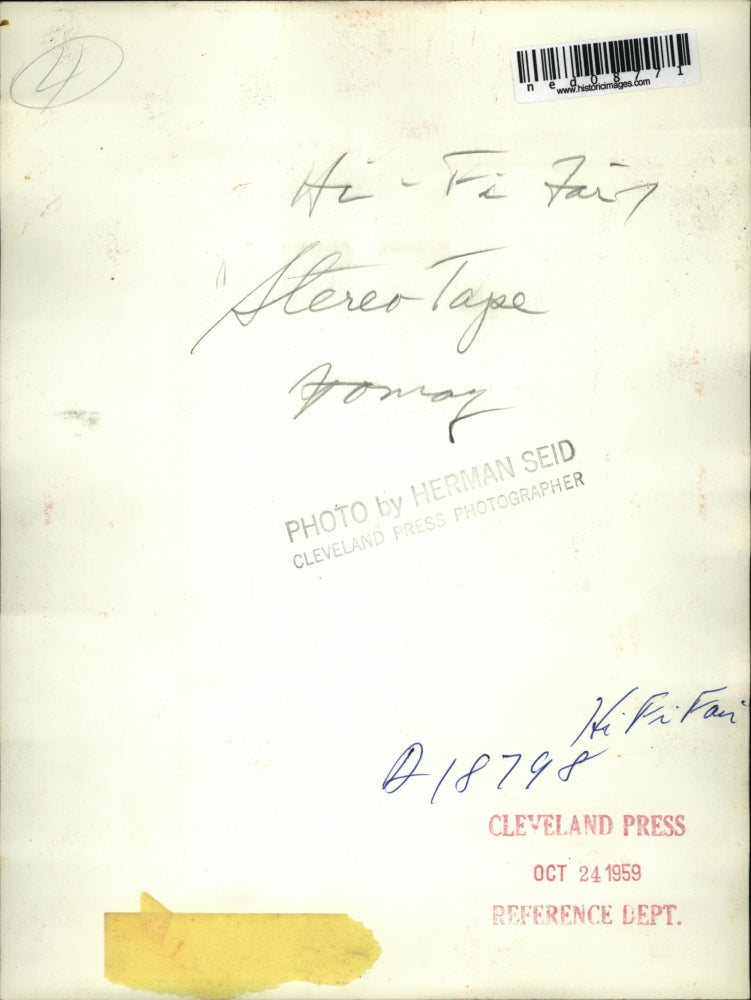 4
ned08771
www.historicimages.com
Hi-Fi Fair
"Stereo Tape
PHOTO by HERMAN SEID
CLEVELAND PRESS PHOTOGRAPHER
Hi Fi Fair
D 18798
CLEVELAND PRESS
OCT 24 1959
REFERENCE DEPT.